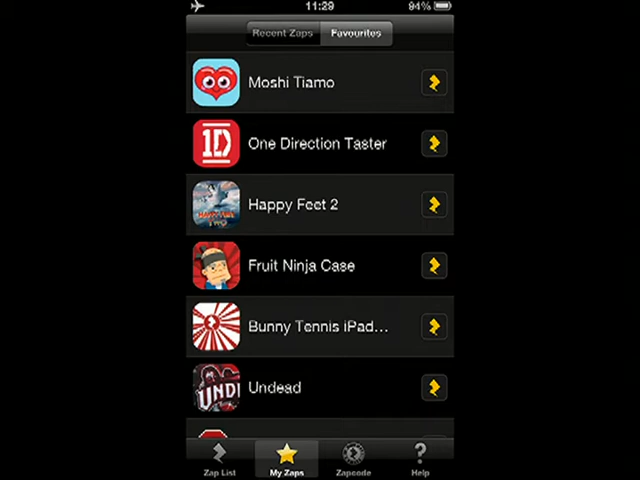 11:29
94%
Recent Zaps
Favourites
Moshi Tiamo
1D
One Direction Taster
Happy Feet 2
Fruit Ninja Case
Bunny Tennis iPad...
UNDE
Undead
Zap List
My Zaps
Zapcode
?
Help